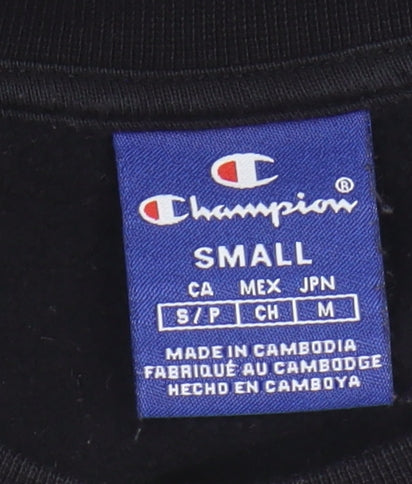 Champion®
SMALL
CA MEX JPN
S/P CH M
MADE IN CAMBODIA
FABRIQUÉ AU CAMBODGE
HECHO EN CAMBOYA